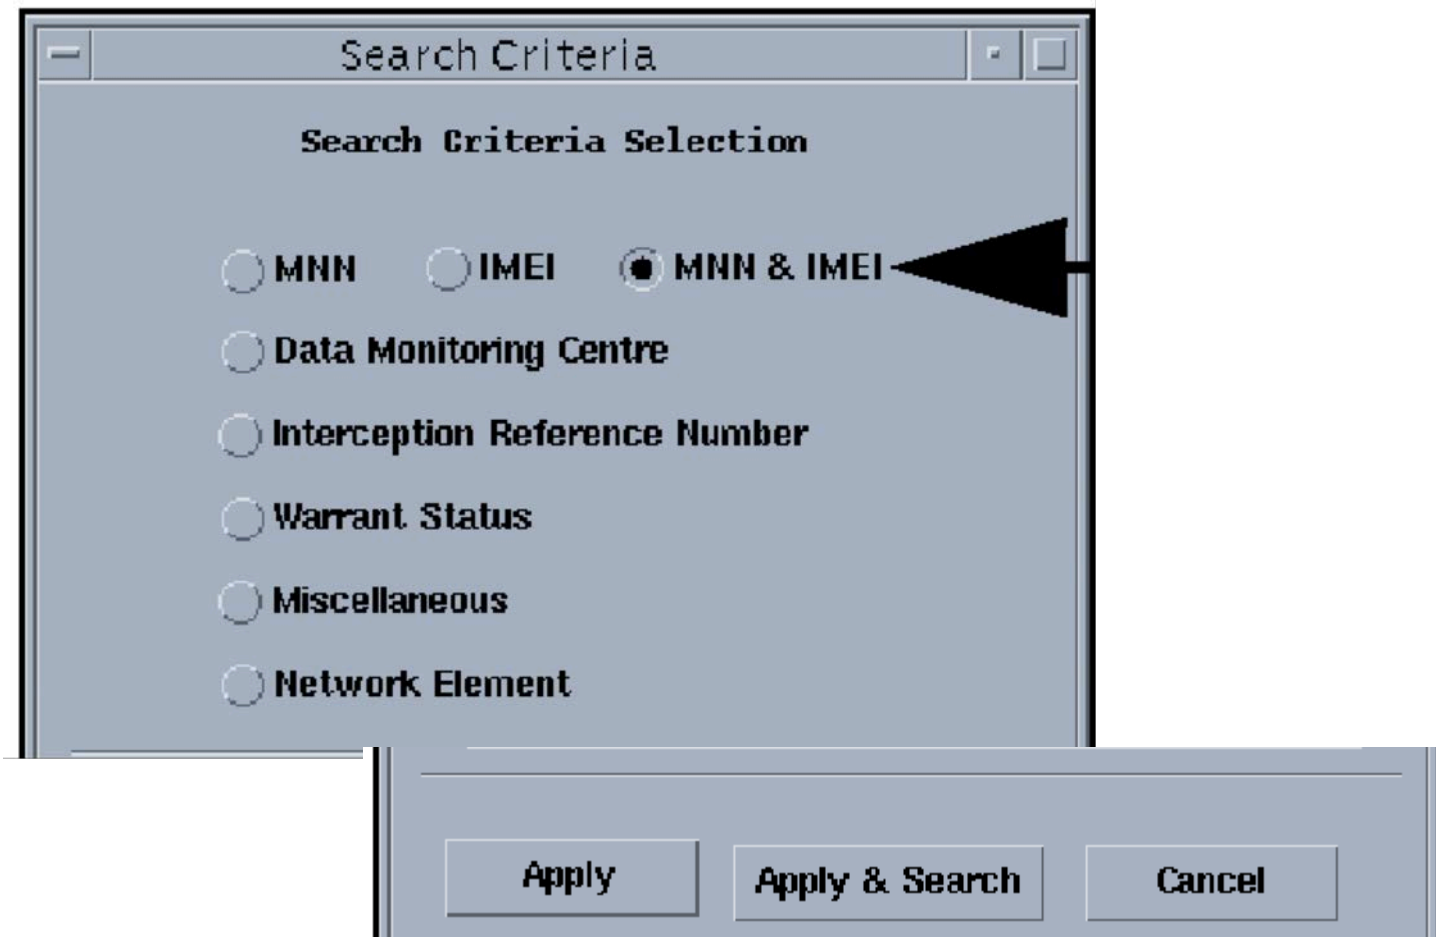 Search Criteria
Search Criteria Selection
MNN IMEI MNN & IMEI
Data Monitoring Centre
Interception Reference Number
Warrant Status
Miscellaneous
Network Element
Apply Apply & Search Cancel